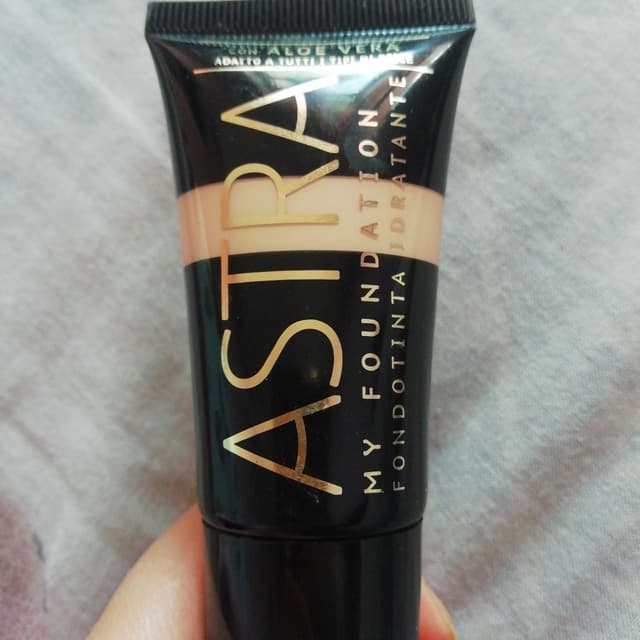 CON ALOE VERA
ADATTO A TUTTI I TIPI DI PELLE
ASTRA
MY FOUNDATION
FONDOTINTA IDRATANTE